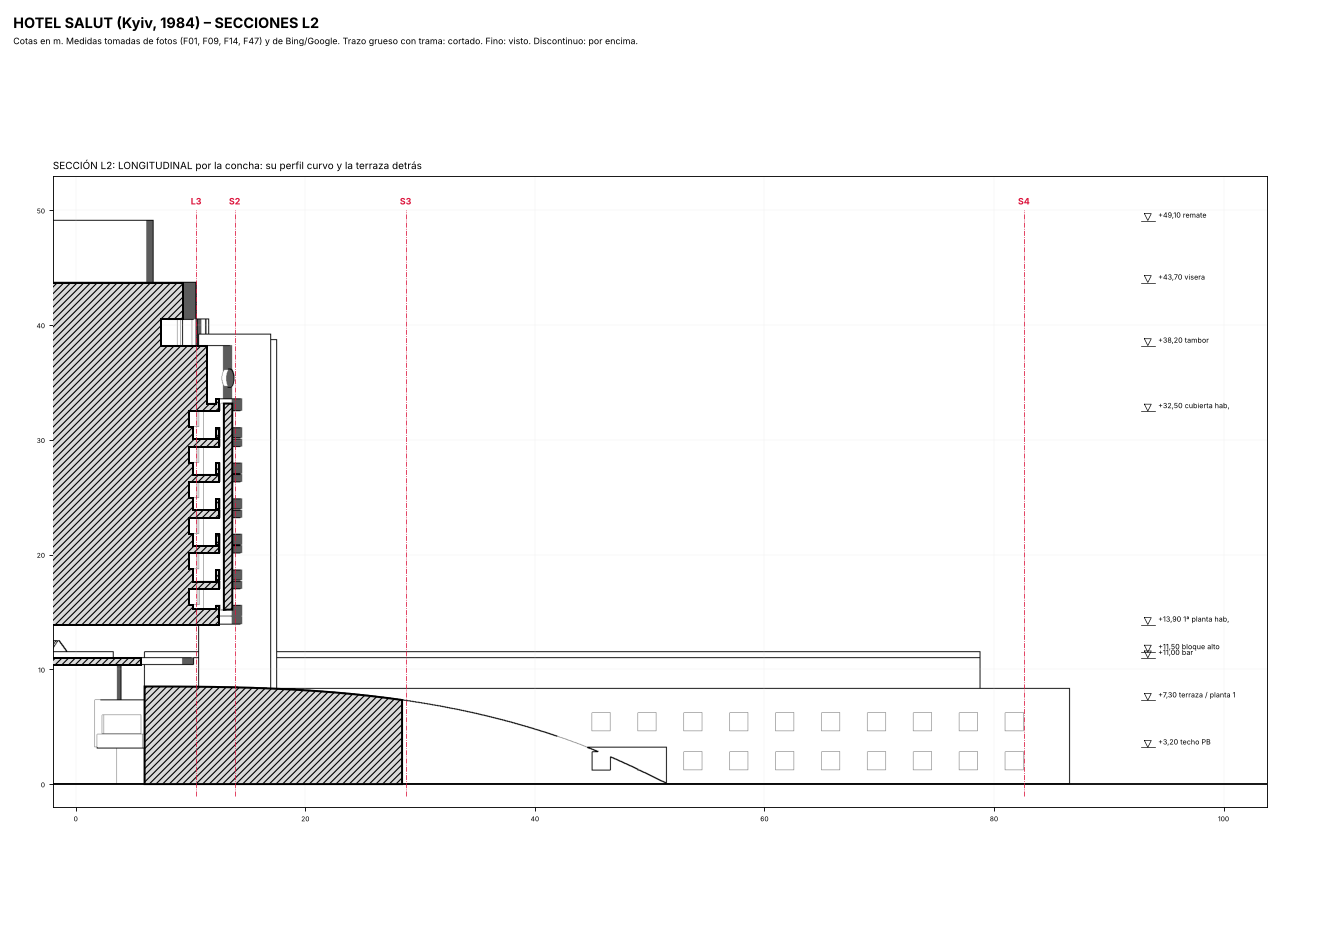 HOTEL SALUT (Kyiv, 1984) – SECCIONES L2
Cotas en m. Medidas tomadas de fotos (F01, F09, F14, F47) y de Bing/Google. Trazo grueso con trama: cortado. Fino: visto. Discontinuo: por encima.
SECCIÓN L2: LONGITUDINAL por la concha: su perfil curvo y la terraza detrás
L3 S2 S3 S4
50
+49,10 remate
+43,70 visera
40
+38,20 tambor
+32,50 cubierta hab,
30
20
+13,90 1ª planta hab,
+11,50 bloque alto
+11,00 bar
10
+7,30 terraza / planta 1
+3,20 techo PB
0
0 20 40 60 80 100